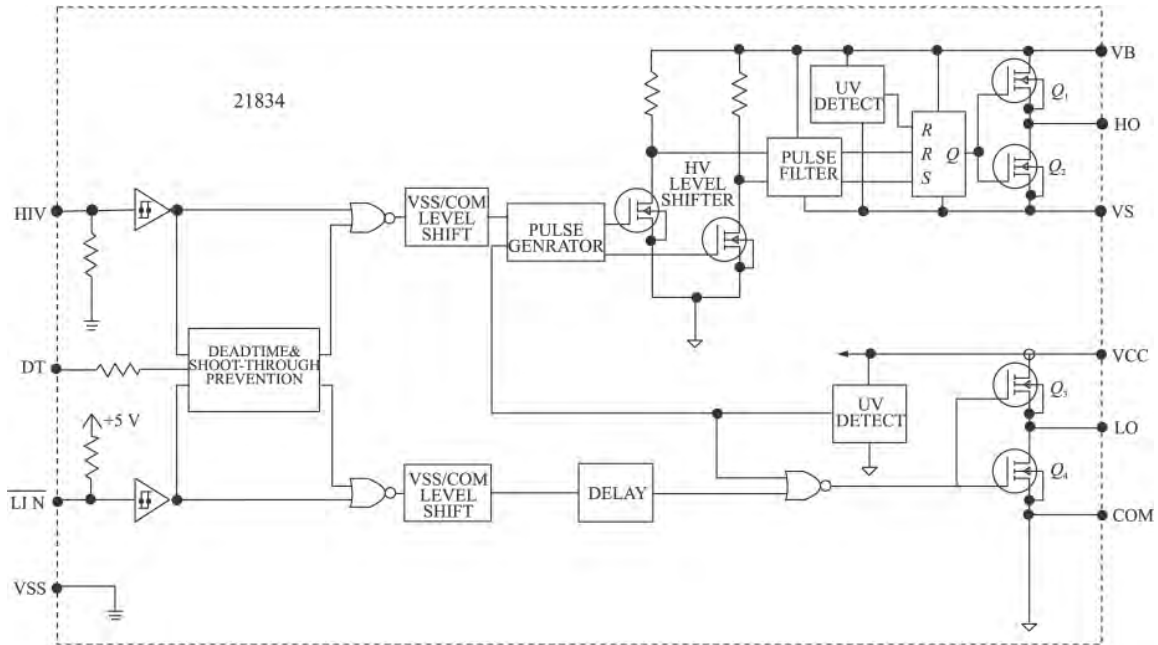 VB
21834
UV
DETECT
Q1
HO
R
R Q
S
PULSE
FILTER
Q2
HV
LEVEL
SHIFTER
HIV
VSS/COM
LEVEL
SHIFT
PULSE
GENRATOR
VS
DEADTIME&
SHOOT-THROUGH
PREVENTION
DT
VCC
+5 V
UV
DETECT
Q3
LO
LI N
VSS/COM
LEVEL
SHIFT
DELAY
Q4
COM
VSS